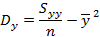 D_y = S_yy / n − y̅ ²